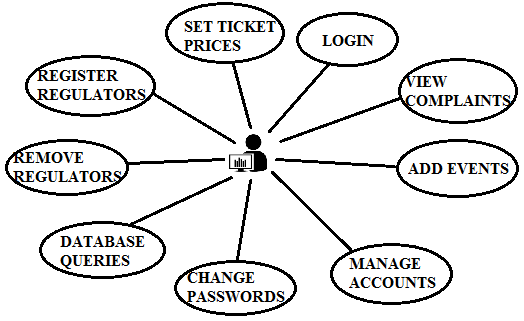 SET TICKET
PRICES
LOGIN
REGISTER
REGULATORS
VIEW
COMPLAINTS
REMOVE
REGULATORS
ADD EVENTS
DATABASE
QUERIES
CHANGE
PASSWORDS
MANAGE
ACCOUNTS